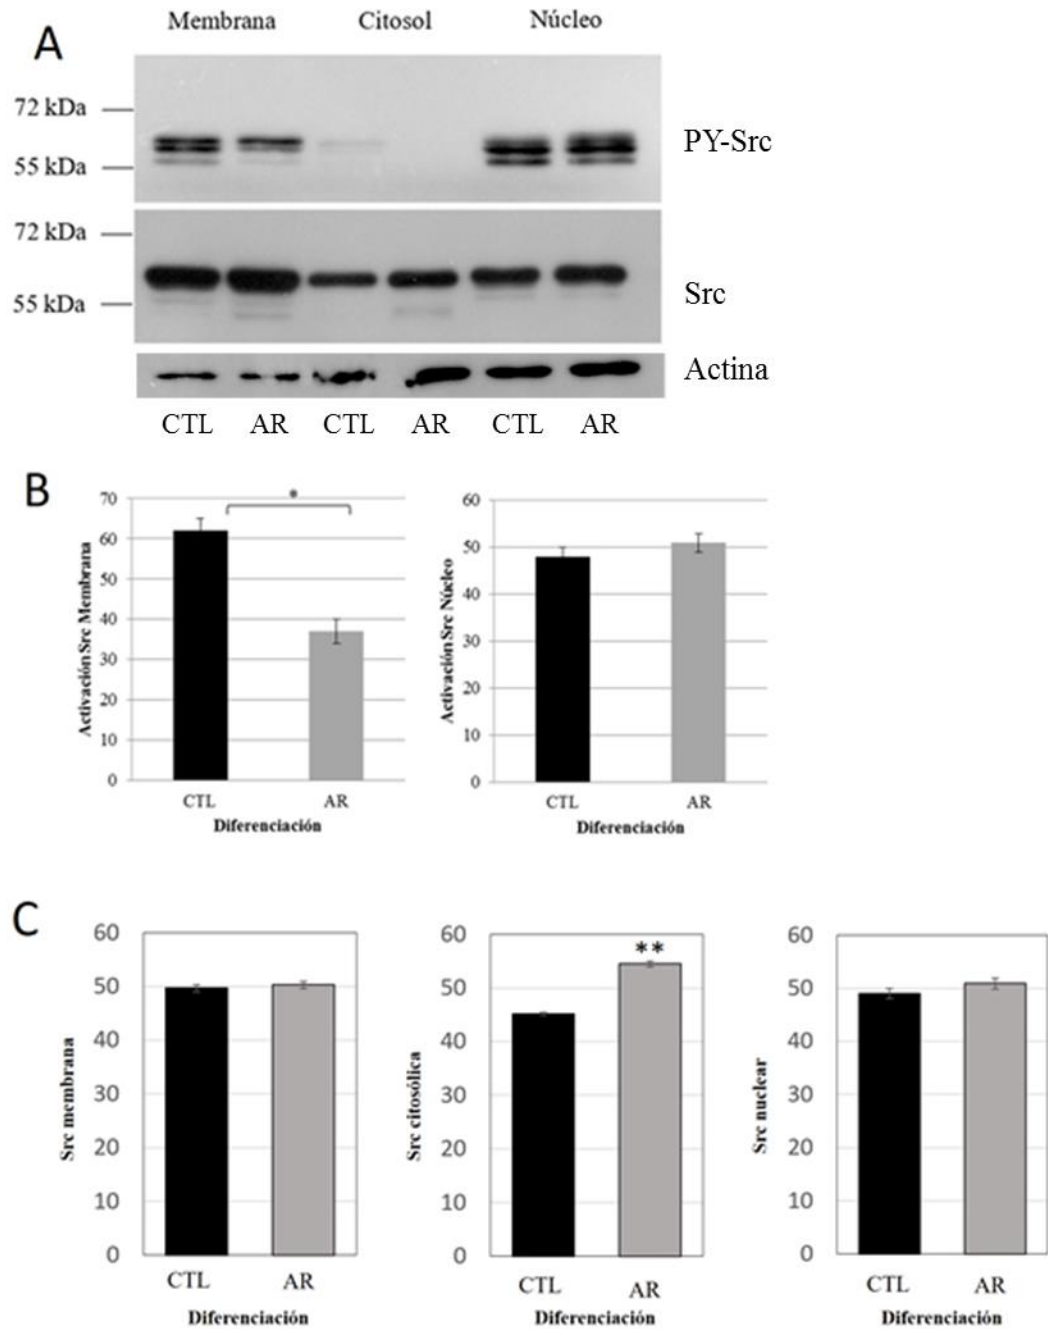 A
Membrana Citosol Núcleo
72 kDa
55 kDa
PY-Src
72 kDa
55 kDa
Src
Actina
CTL AR CTL AR CTL AR
B
Activación Src Membrana
70
60
50
40
30
20
10
0
*
CTL AR
Diferenciación
Activación Src Núcleo
60
50
40
30
20
10
0
CTL AR
Diferenciación
C
Src membrana
60
50
40
30
20
10
0
CTL AR
Diferenciación
Src citosólica
60
50
40
30
20
10
0
**
CTL AR
Diferenciación
Src nuclear
60
50
40
30
20
10
0
CTL AR
Diferenciación